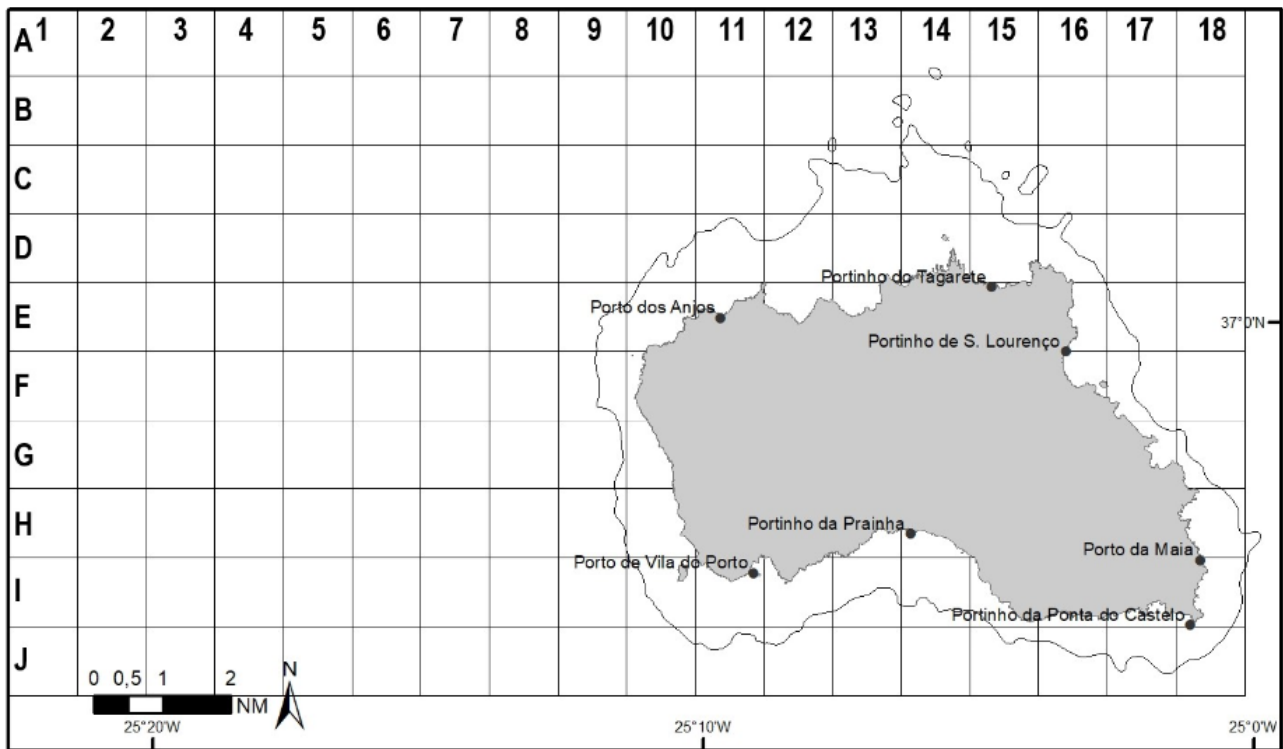 A 1 2 3 4 5 6 7 8 9 10 11 12 13 14 15 16 17 18
B
C
D
Portinho do Tagarete
E
Porto dos Anjos
37°0'N
Portinho de S. Lourenço
F
G
H
Portinho da Prainha
Porto da Maia
Porto de Vila do Porto
I
Portinho da Ponta do Castelo
J
0 0,5 1 2
N
NM
25°20'W 25°10'W 25°0'W